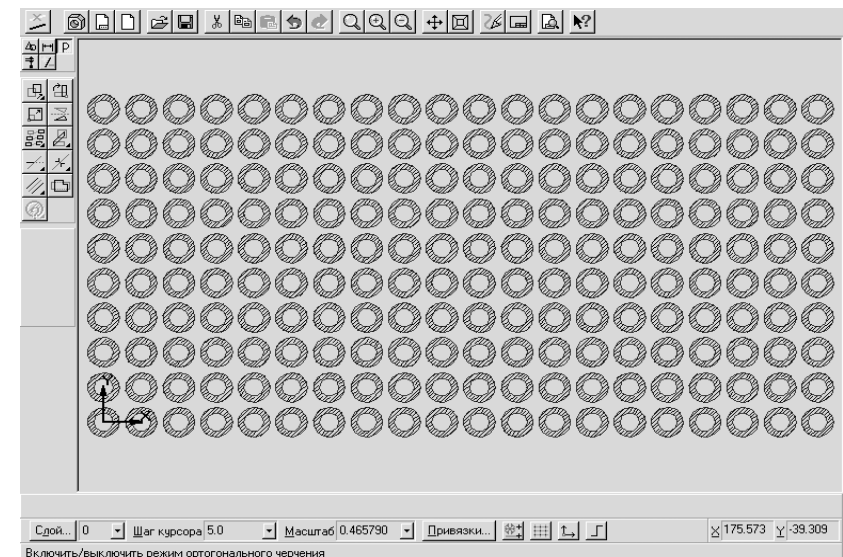 P
Y
X
Слой... 0 Шаг курсора 5.0 Масштаб 0.465790 Привязки... X 175.573 Y -39.309
Включить/выключить режим ортогонального черчения